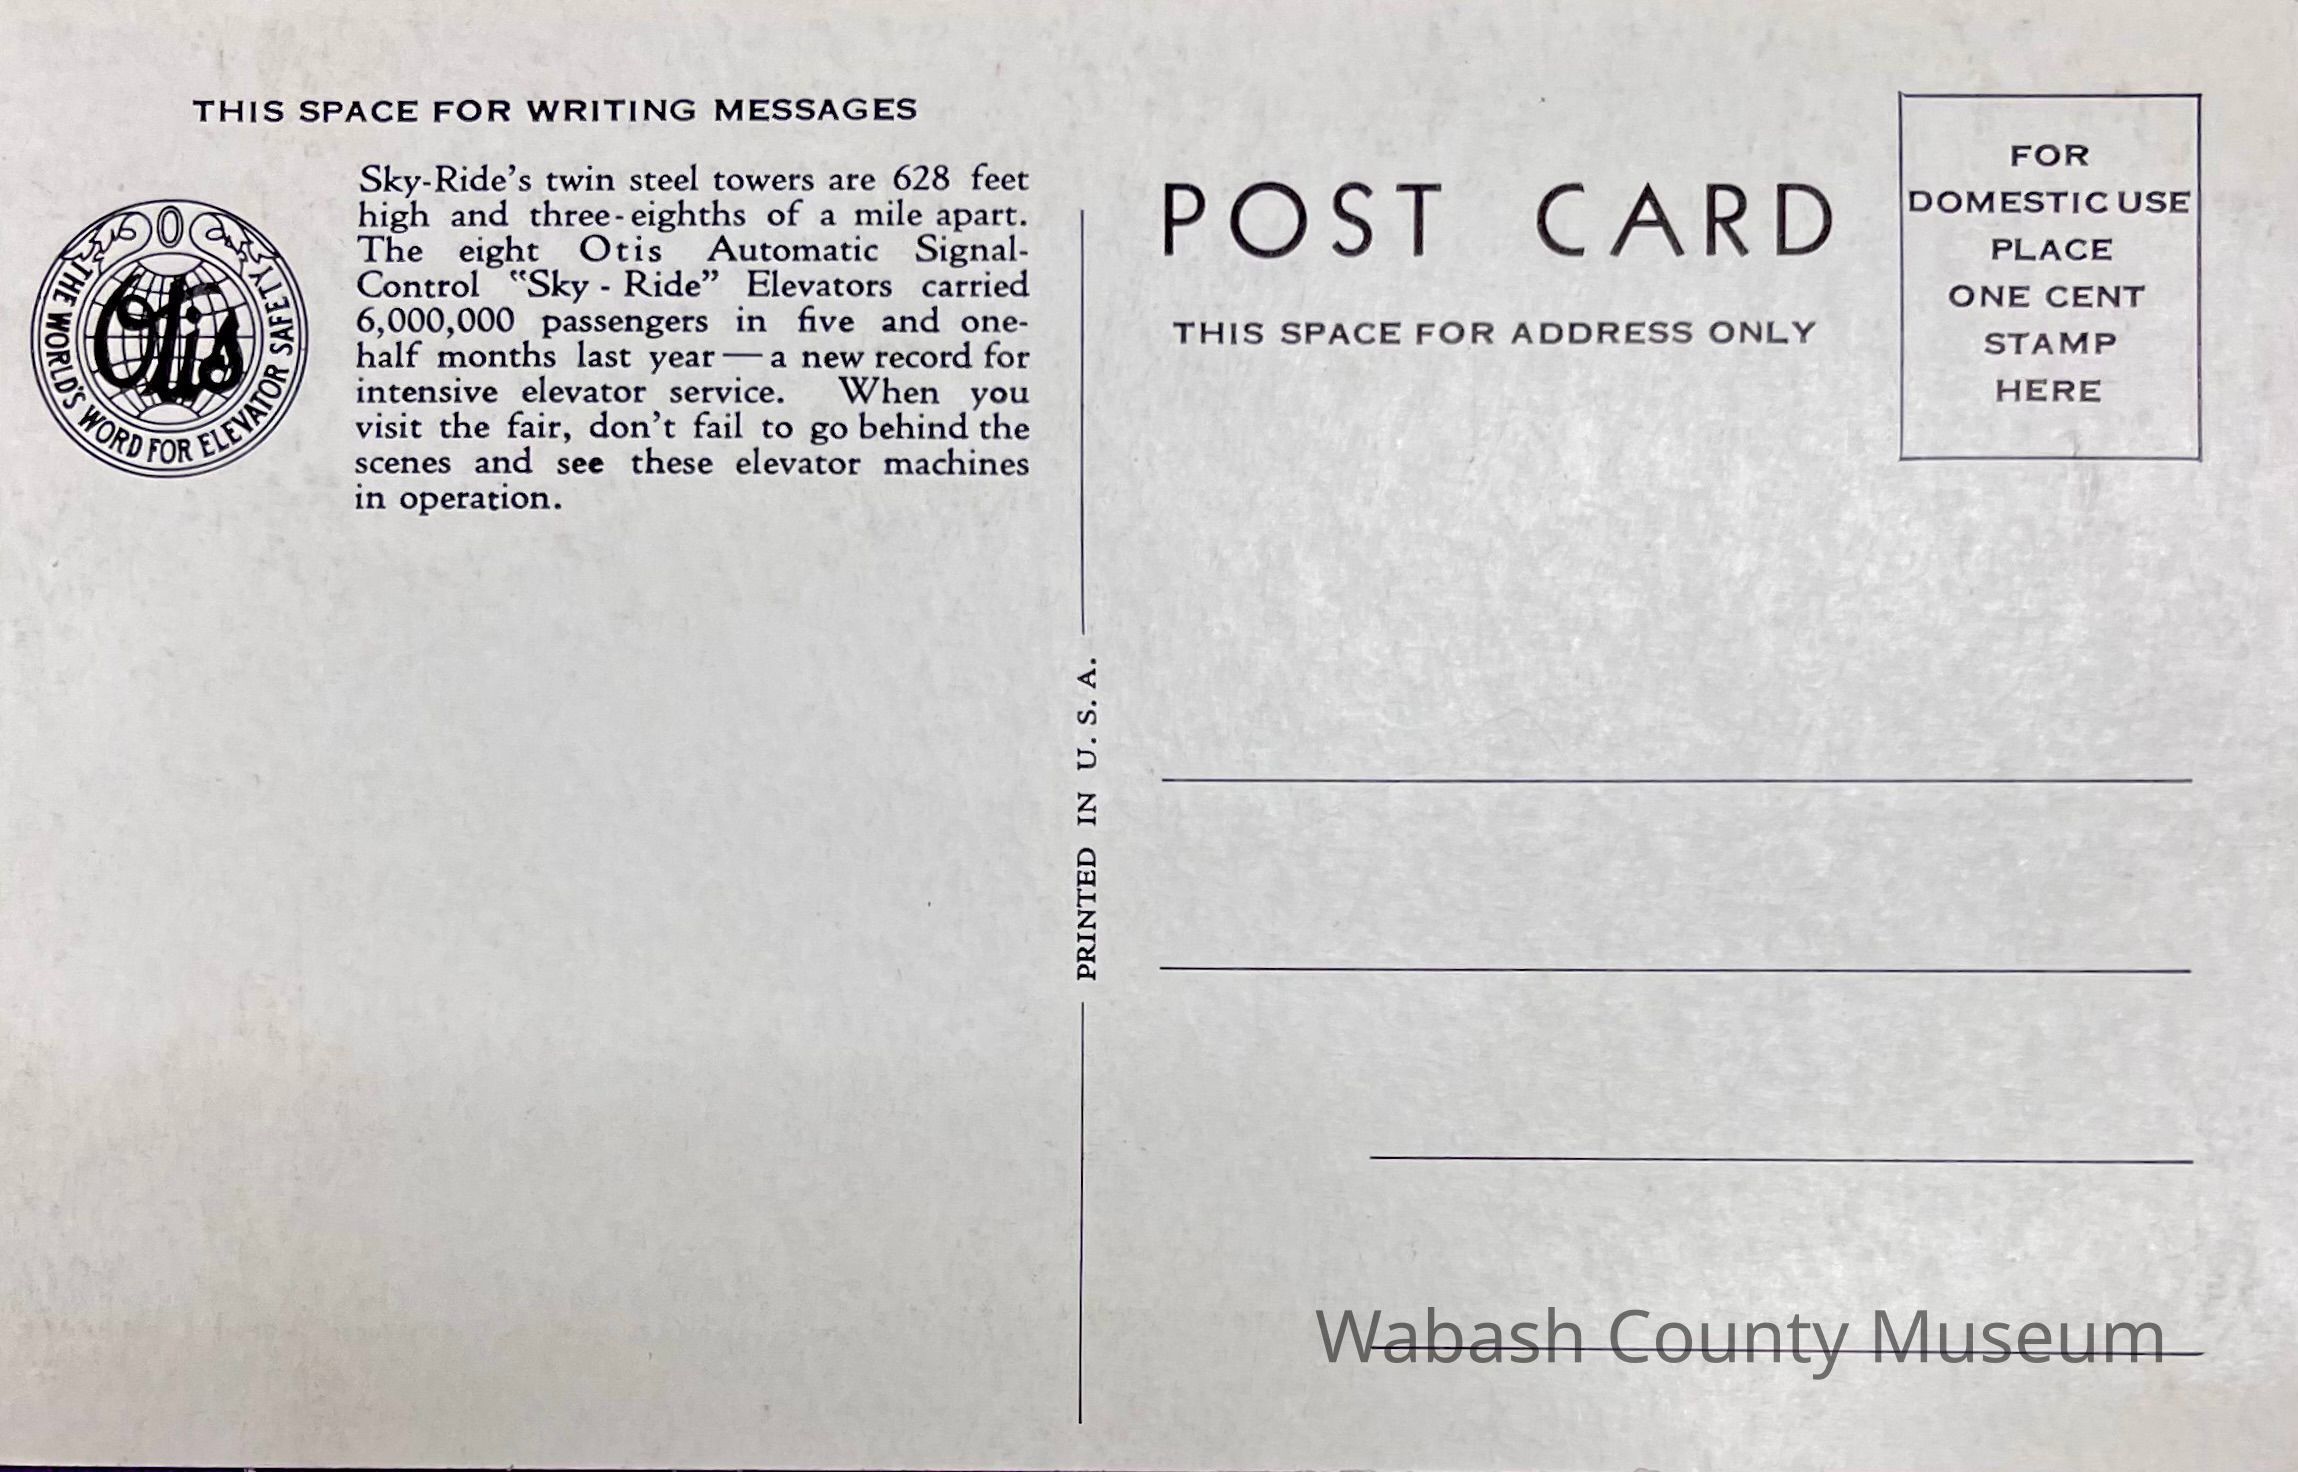 THIS SPACE FOR WRITING MESSAGES
O
Otis
THE WORLD'S WORD FOR ELEVATOR SAFETY
Sky-Ride's twin steel towers are 628 feet
high and three-eighths of a mile apart.
The eight Otis Automatic Signal-
Control "Sky - Ride" Elevators carried
6,000,000 passengers in five and one-
half months last year — a new record for
intensive elevator service. When you
visit the fair, don't fail to go behind the
scenes and see these elevator machines
in operation.
PRINTED IN U. S. A.
POST CARD
THIS SPACE FOR ADDRESS ONLY
FOR
DOMESTIC USE
PLACE
ONE CENT
STAMP
HERE
Wabash County Museum